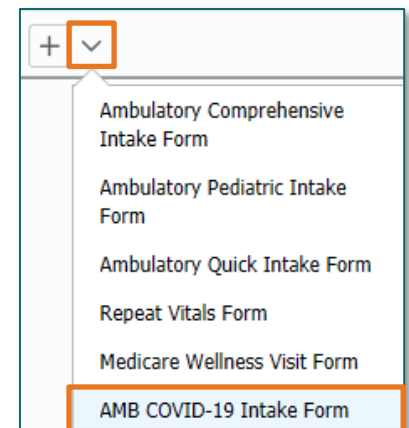 Ambulatory Comprehensive
Intake Form
Ambulatory Pediatric Intake
Form
Ambulatory Quick Intake Form
Repeat Vitals Form
Medicare Wellness Visit Form
AMB COVID-19 Intake Form